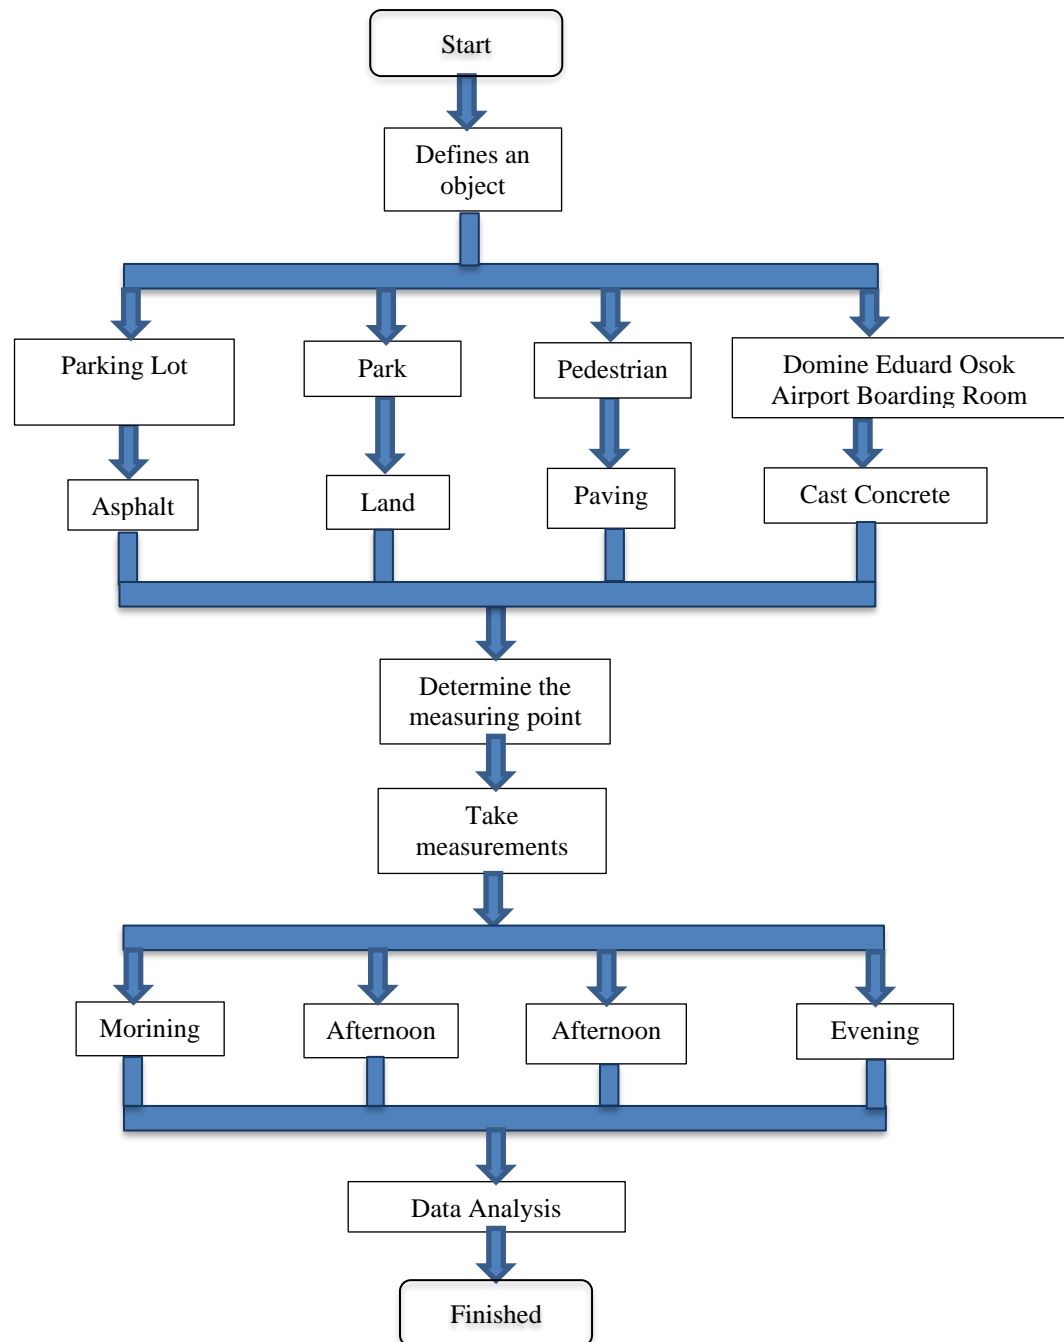 Start
Defines an
object
Parking Lot
Park
Pedestrian
Domine Eduard Osok
Airport Boarding Room
Asphalt
Land
Paving
Cast Concrete
Determine the
measuring point
Take
measurements
Morining
Afternoon
Afternoon
Evening
Data Analysis
Finished